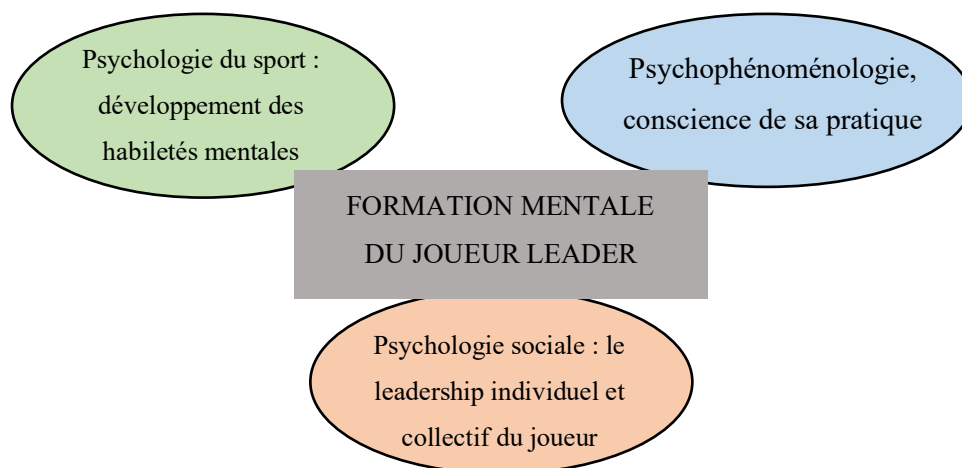 Psychologie du sport :
développement des
habiletés mentales
Psychophénoménologie,
conscience de sa pratique
FORMATION MENTALE
DU JOUEUR LEADER
Psychologie sociale : le
leadership individuel et
collectif du joueur